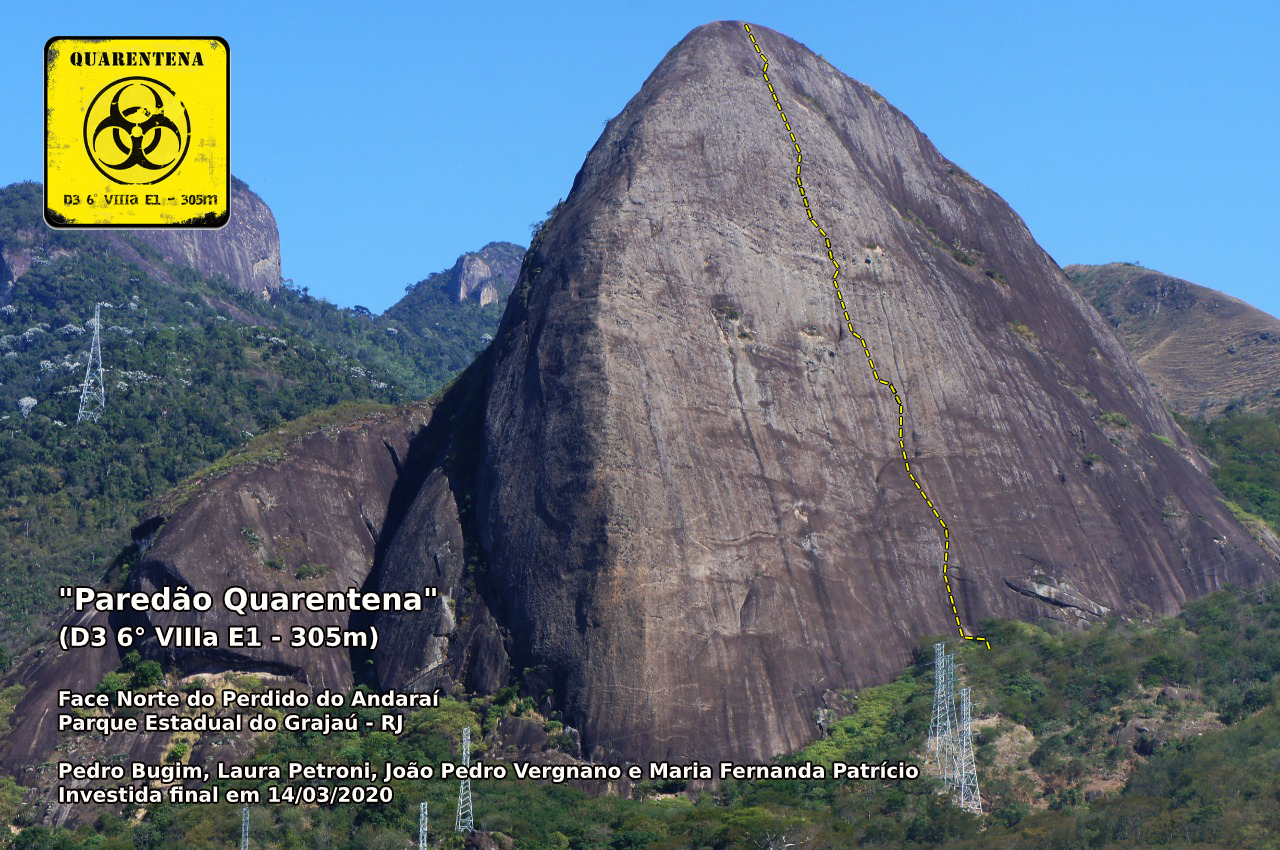 QUARENTENA
D3 6° VIIIa E1 - 305m
"Paredão Quarentena"
(D3 6° VIIIa E1 - 305m)
Face Norte do Perdido do Andaraí
Parque Estadual do Grajaú - RJ
Pedro Bugim, Laura Petroni, João Pedro Vergnano e Maria Fernanda Patrício
Investida final em 14/03/2020